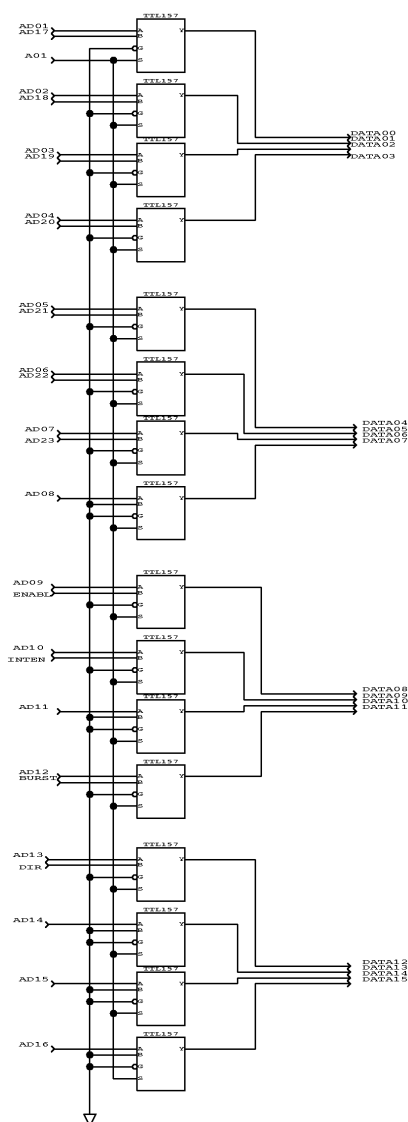 TTL157
AD01
AD17
A01
A
B
G
S
Y
TTL157
AD02
AD18
A
B
G
S
Y
DATA00
DATA01
DATA02
DATA03
TTL157
AD03
AD19
A
B
G
S
Y
TTL157
AD04
AD20
A
B
G
S
Y
TTL157
AD05
AD21
A
B
G
S
Y
TTL157
AD06
AD22
A
B
G
S
Y
TTL157
AD07
AD23
A
B
G
S
Y
DATA04
DATA05
DATA06
DATA07
TTL157
AD08
A
B
G
S
Y
TTL157
AD09
ENABL
A
B
G
S
Y
TTL157
AD10
INTEN
A
B
G
S
Y
DATA08
DATA09
DATA10
DATA11
TTL157
AD11
A
B
G
S
Y
TTL157
AD12
BURST
A
B
G
S
Y
TTL157
AD13
DIR
A
B
G
S
Y
TTL157
AD14
A
B
G
S
Y
DATA12
DATA13
DATA14
DATA15
TTL157
AD15
A
B
G
S
Y
TTL157
AD16
A
B
G
S
Y